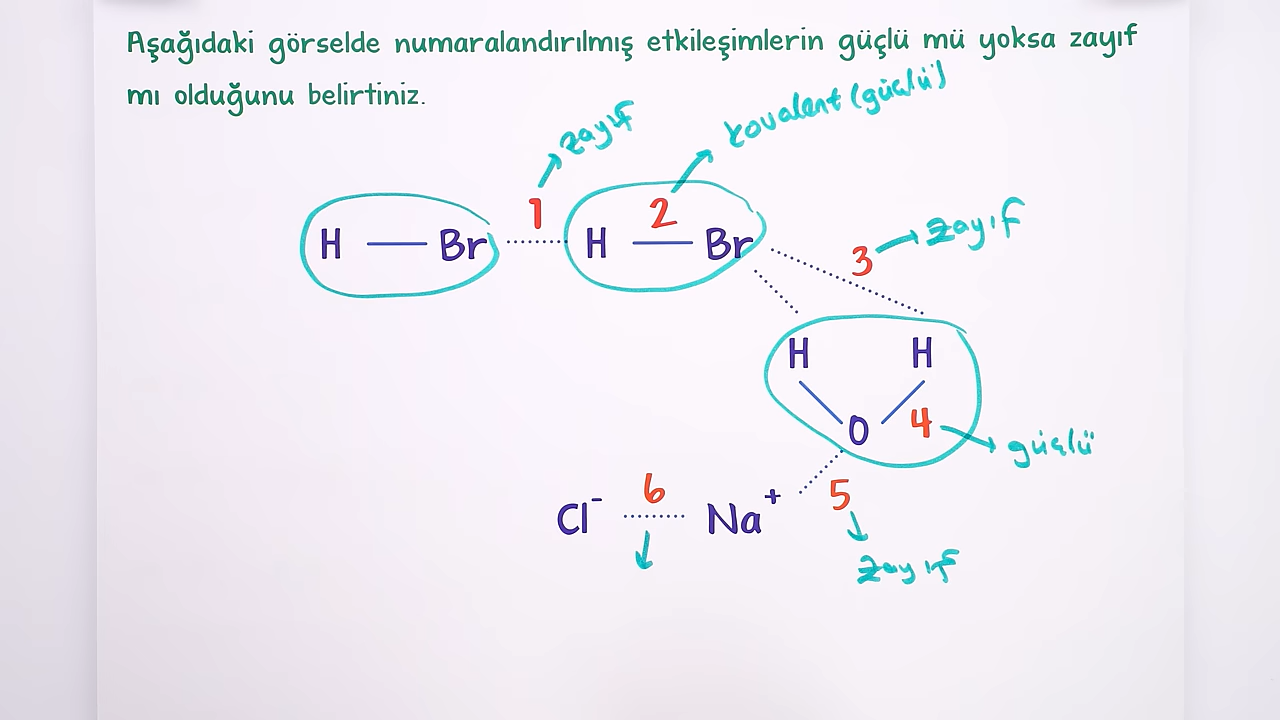 Aşağıdaki görselde numaralandırılmış etkileşimlerin güçlü mü yoksa zayıf
mı olduğunu belirtiniz.
zayıf
kovalent (güçlü)
1
2
H Br H Br
3
zayıf
H H
O
4
güçlü
6
5
Cl⁻ Na⁺
zayıf